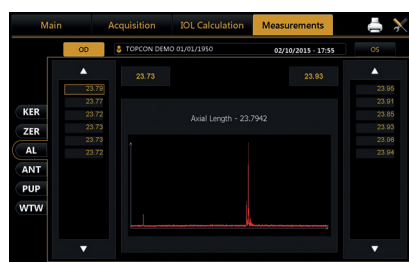 Main Acquisition IOL Calculation Measurements
OD TOPCON DEMO 01/01/1950 02/10/2015 - 17:55 OS
23.73 23.93
23.79 23.95
23.77 23.91
23.72 23.85
23.73 23.93
23.73 23.06
23.72 23.94
Axial Length - 23.7942
KER
ZER
AL
ANT
PUP
WTW